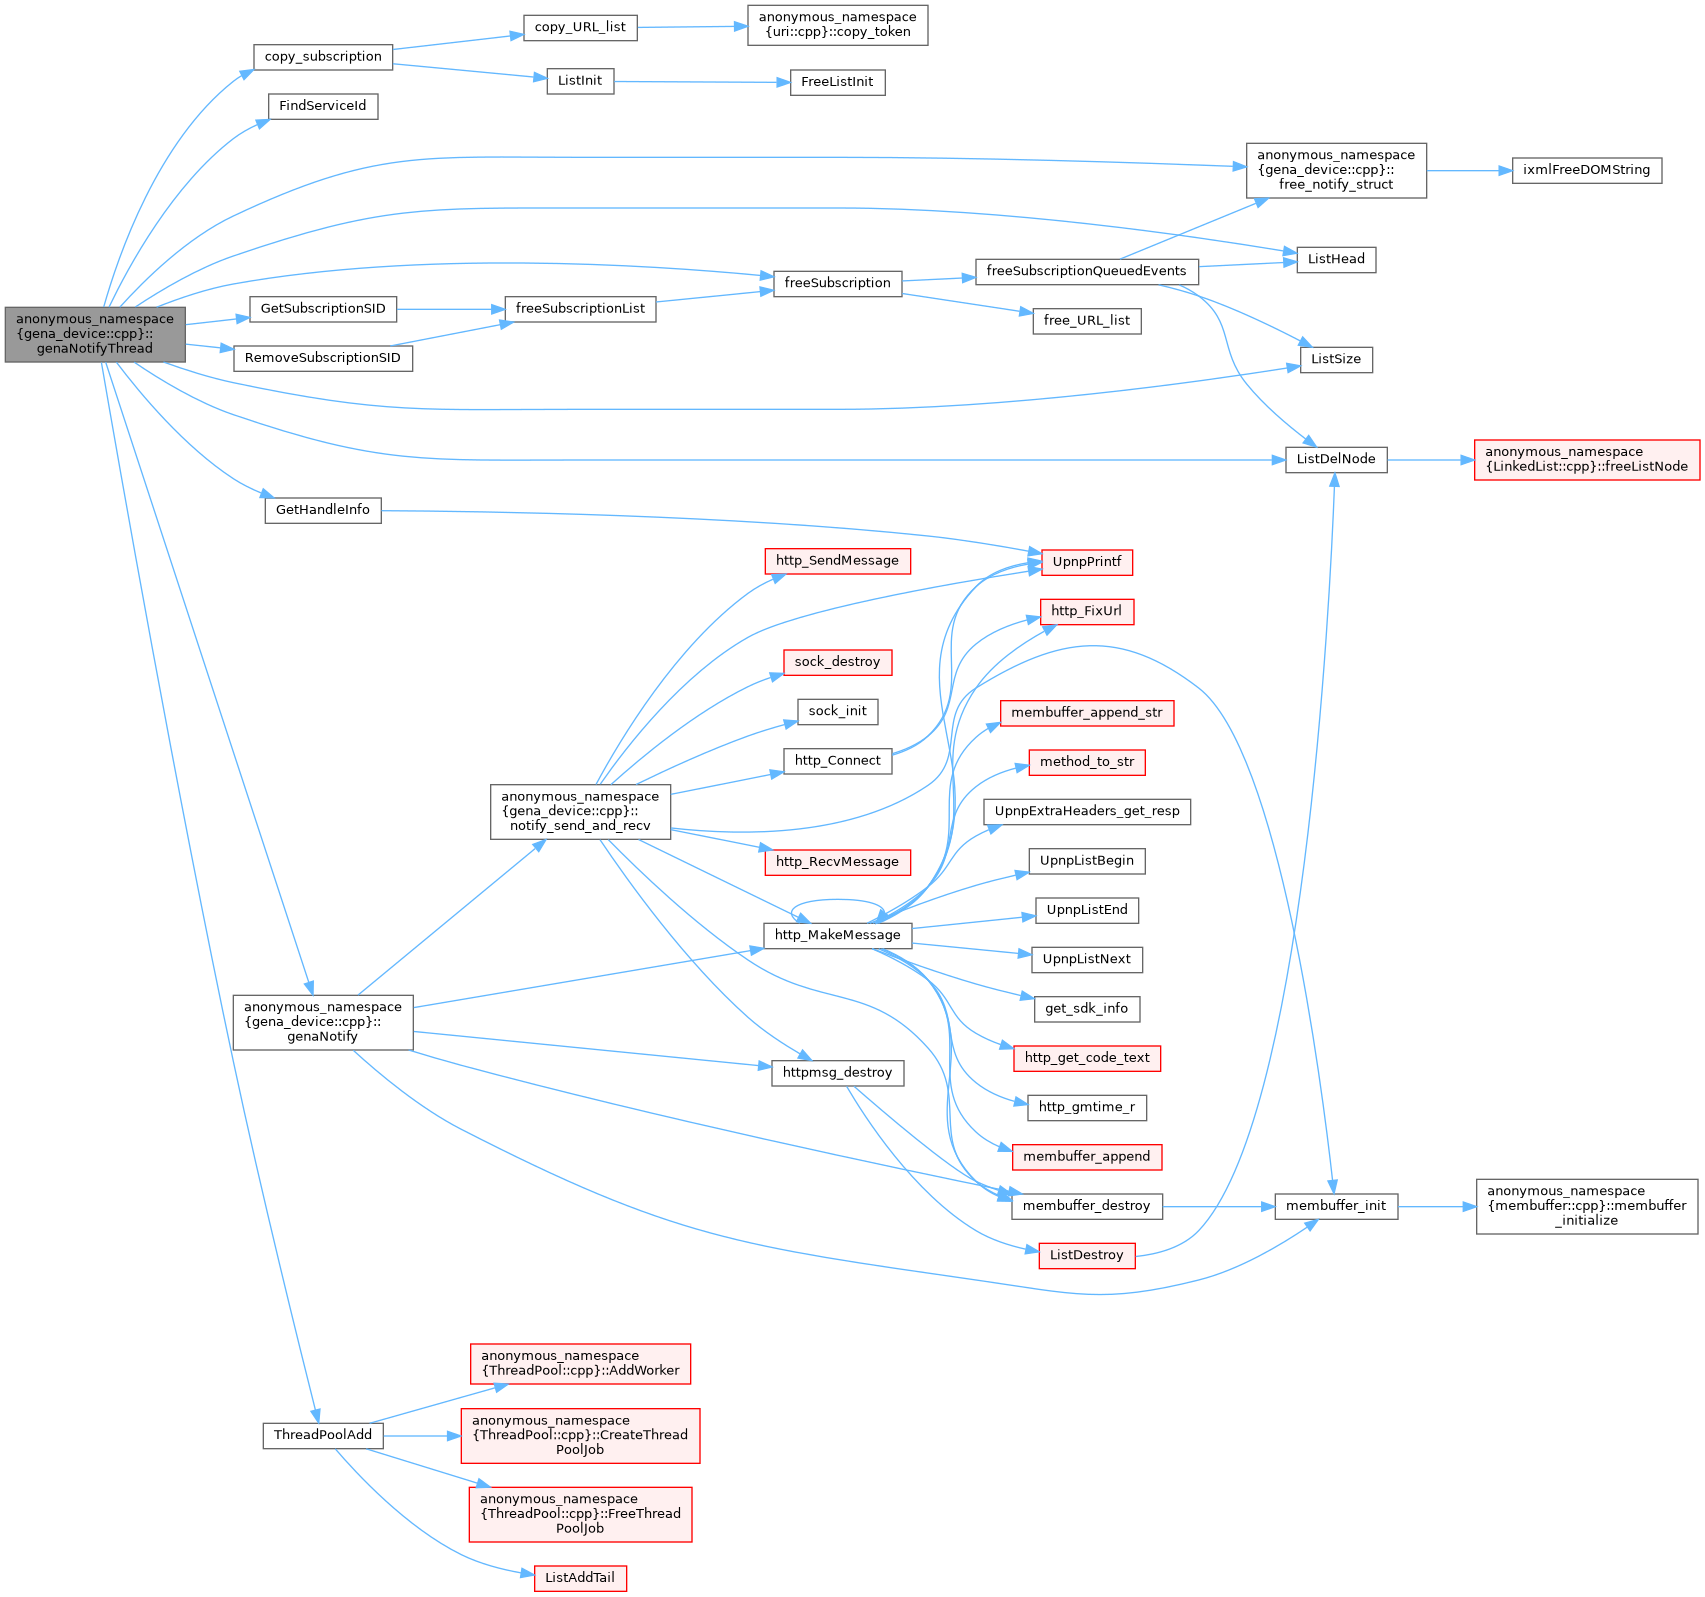 anonymous_namespace
{gena_device::cpp}::
genaNotifyThread
copy_subscription
copy_URL_list
anonymous_namespace
{uri::cpp}::copy_token
ListInit
FreeListInit
FindServiceId
anonymous_namespace
{gena_device::cpp}::
free_notify_struct
ixmlFreeDOMString
ListHead
freeSubscription
freeSubscriptionQueuedEvents
free_URL_list
GetSubscriptionSID
freeSubscriptionList
RemoveSubscriptionSID
ListSize
ListDelNode
anonymous_namespace
{LinkedList::cpp}::freeListNode
GetHandleInfo
UpnpPrintf
http_SendMessage
http_FixUrl
sock_destroy
sock_init
http_Connect
membuffer_append_str
method_to_str
anonymous_namespace
{gena_device::cpp}::
notify_send_and_recv
UpnpExtraHeaders_get_resp
http_RecvMessage
UpnpListBegin
UpnpListEnd
http_MakeMessage
UpnpListNext
get_sdk_info
anonymous_namespace
{gena_device::cpp}::
genaNotify
http_get_code_text
httpmsg_destroy
http_gmtime_r
membuffer_append
membuffer_destroy
membuffer_init
anonymous_namespace
{membuffer::cpp}::membuffer
_initialize
ListDestroy
anonymous_namespace
{ThreadPool::cpp}::AddWorker
ThreadPoolAdd
anonymous_namespace
{ThreadPool::cpp}::CreateThread
PoolJob
anonymous_namespace
{ThreadPool::cpp}::FreeThread
PoolJob
ListAddTail